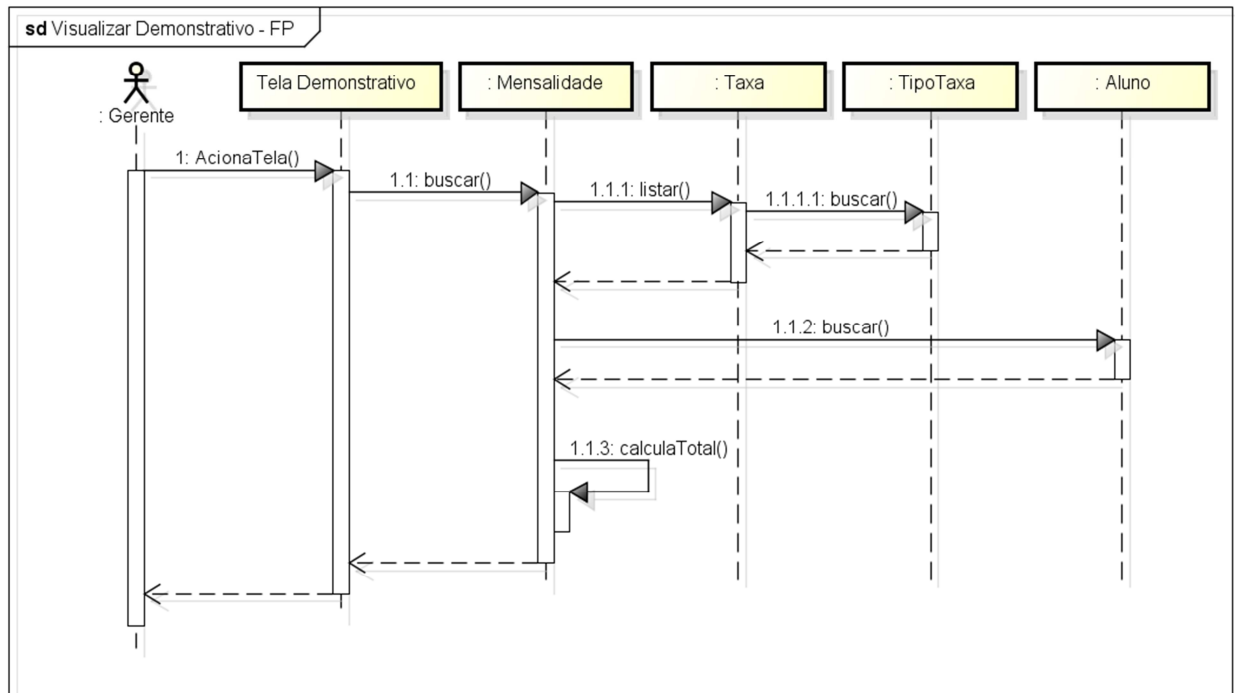 sd Visualizar Demonstrativo - FP
: Gerente
Tela Demonstrativo
: Mensalidade
: Taxa
: TipoTaxa
: Aluno
1: AcionaTela()
1.1: buscar()
1.1.1: listar()
1.1.1.1: buscar()
1.1.2: buscar()
1.1.3: calculaTotal()